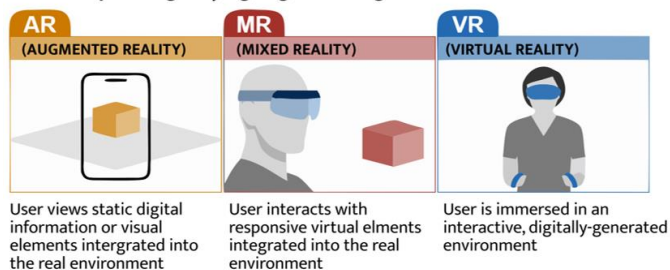 AR
(AUGMENTED REALITY)
User views static digital
information or visual
elements intergrated into
the real environment
MR
(MIXED REALITY)
User interacts with
responsive virtual elments
integrated into the real
environment
VR
(VIRTUAL REALITY)
User is immersed in an
interactive, digitally-generated
environment